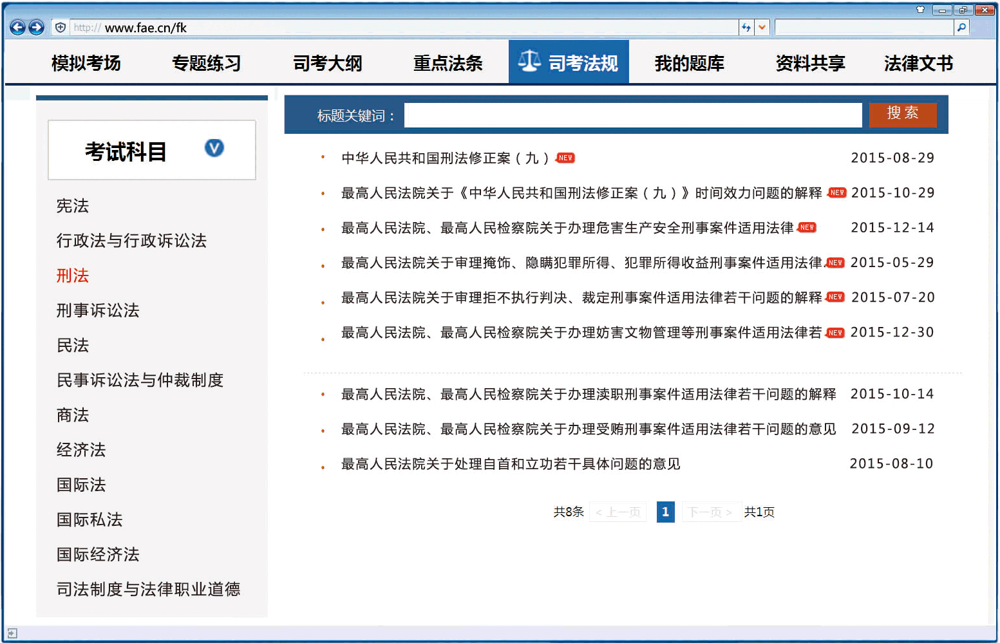 http:// www.fae.cn/fk
模拟考场 专题练习 司考大纲 重点法条 司考法规 我的题库 资料共享 法律文书
考试科目 V
宪法
行政法与行政诉讼法
刑法
刑事诉讼法
民法
民事诉讼法与仲裁制度
商法
经济法
国际法
国际私法
国际经济法
司法制度与法律职业道德
标题关键词： 搜 索
中华人民共和国刑法修正案（九） NEW 2015-08-29
最高人民法院关于《中华人民共和国刑法修正案（九）》时间效力问题的解释 NEW 2015-10-29
最高人民法院、最高人民检察院关于办理危害生产安全刑事案件适用法律 NEW 2015-12-14
最高人民法院关于审理掩饰、隐瞒犯罪所得、犯罪所得收益刑事案件适用法律. NEW 2015-05-29
最高人民法院关于审理拒不执行判决、裁定刑事案件适用法律若干问题的解释 NEW 2015-07-20
最高人民法院、最高人民检察院关于办理妨害文物管理等刑事案件适用法律若 NEW 2015-12-30
最高人民法院、最高人民检察院关于办理渎职刑事案件适用法律若干问题的解释 2015-10-14
最高人民法院、最高人民检察院关于办理受贿刑事案件适用法律若干问题的意见 2015-09-12
最高人民法院关于处理自首和立功若干具体问题的意见 2015-08-10
共8条 < 上一页 1 下一页 > 共1页